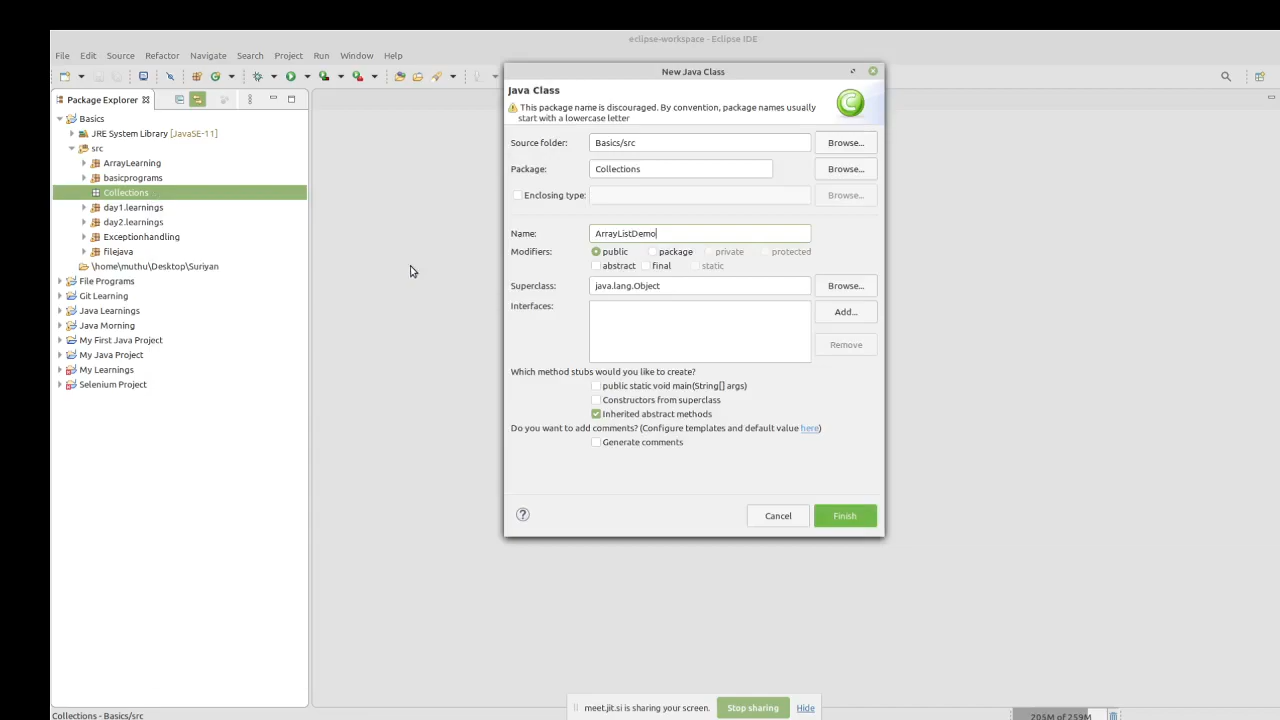 eclipse-workspace - Eclipse IDE
File Edit Source Refactor Navigate Search Project Run Window Help
Package Explorer
Basics
JRE System Library [JavaSE-11]
src
ArrayLearning
basicprograms
Collections
day1.learnings
day2.learnings
Exceptionhandling
filejava
\home\muthu\Desktop\Suriyan
File Programs
Git Learning
Java Learnings
Java Morning
My First Java Project
My Java Project
My Learnings
Selenium Project
New Java Class
Java Class
This package name is discouraged. By convention, package names usually
start with a lowercase letter
Source folder: Basics/src Browse...
Package: Collections Browse...
Enclosing type: Browse...
Name: ArrayListDemo
Modifiers: public package private protected
abstract final static
Superclass: java.lang.Object Browse...
Interfaces: Add...
Remove
Which method stubs would you like to create?
public static void main(String[] args)
Constructors from superclass
Inherited abstract methods
Do you want to add comments? (Configure templates and default value here)
Generate comments
? Cancel Finish
meet.jit.si is sharing your screen. Stop sharing Hide
Collections - Basics/src
205M of 259M